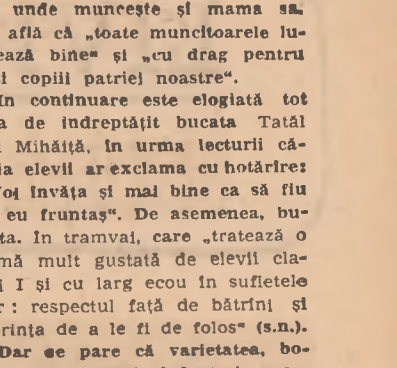 unde muncește și mama sa,
află că „toate muncitoarele lu-
ează bine" și „cu drag pentru
i copiii patriei noastre".
In continuare este elogiată tot
a de indreptățit bucata Tatăl
i Mihăiță, în urma lecturii că-
ia elevii ar exclama cu hotărîre:
oi învăța și mai bine ca să fiu
eu fruntaș". De asemenea, bu-
ta. În tramvai, care „tratează o
mă mult gustată de elevii cla-
i I și cu larg ecou în sufletele
r : respectul față de bătrîni și
rința de a le fi de folos" (s.n.).
Dar se pare că varietatea, bo-